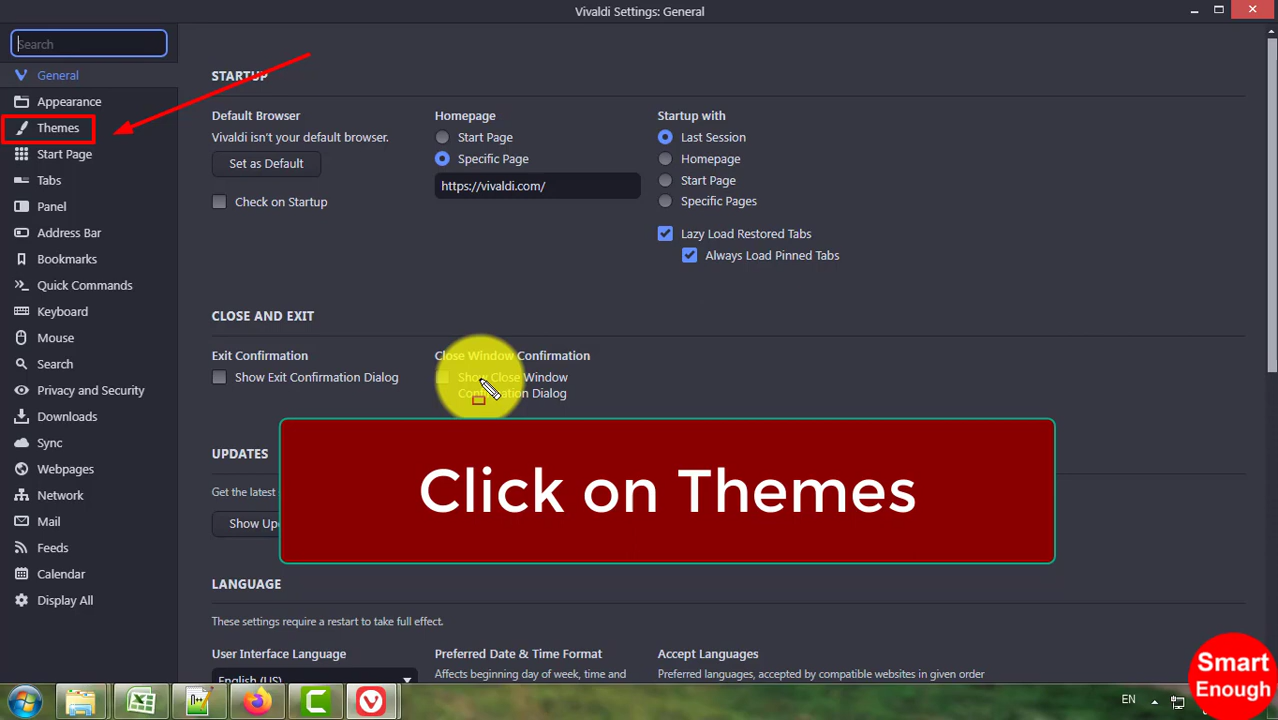 Vivaldi Settings: General
Search
General
Appearance
Themes
Start Page
Tabs
Panel
Address Bar
Bookmarks
Quick Commands
Keyboard
Mouse
Search
Privacy and Security
Downloads
Sync
Webpages
Network
Mail
Feeds
Calendar
Display All
STARTUP
Default Browser
Vivaldi isn't your default browser.
Set as Default
Check on Startup
Homepage
Start Page
Specific Page
https://vivaldi.com/
Startup with
Last Session
Homepage
Start Page
Specific Pages
Lazy Load Restored Tabs
Always Load Pinned Tabs
CLOSE AND EXIT
Exit Confirmation
Show Exit Confirmation Dialog
Close Window Confirmation
Show Close Window
Confirmation Dialog
UPDATES
Get the latest
Show Up
Click on Themes
LANGUAGE
These settings require a restart to take full effect.
User Interface Language
English (US)
Preferred Date & Time Format
Affects beginning day of week, time and
Accept Languages
Preferred languages, accepted by compatible websites in given order
EN
Smart
Enough